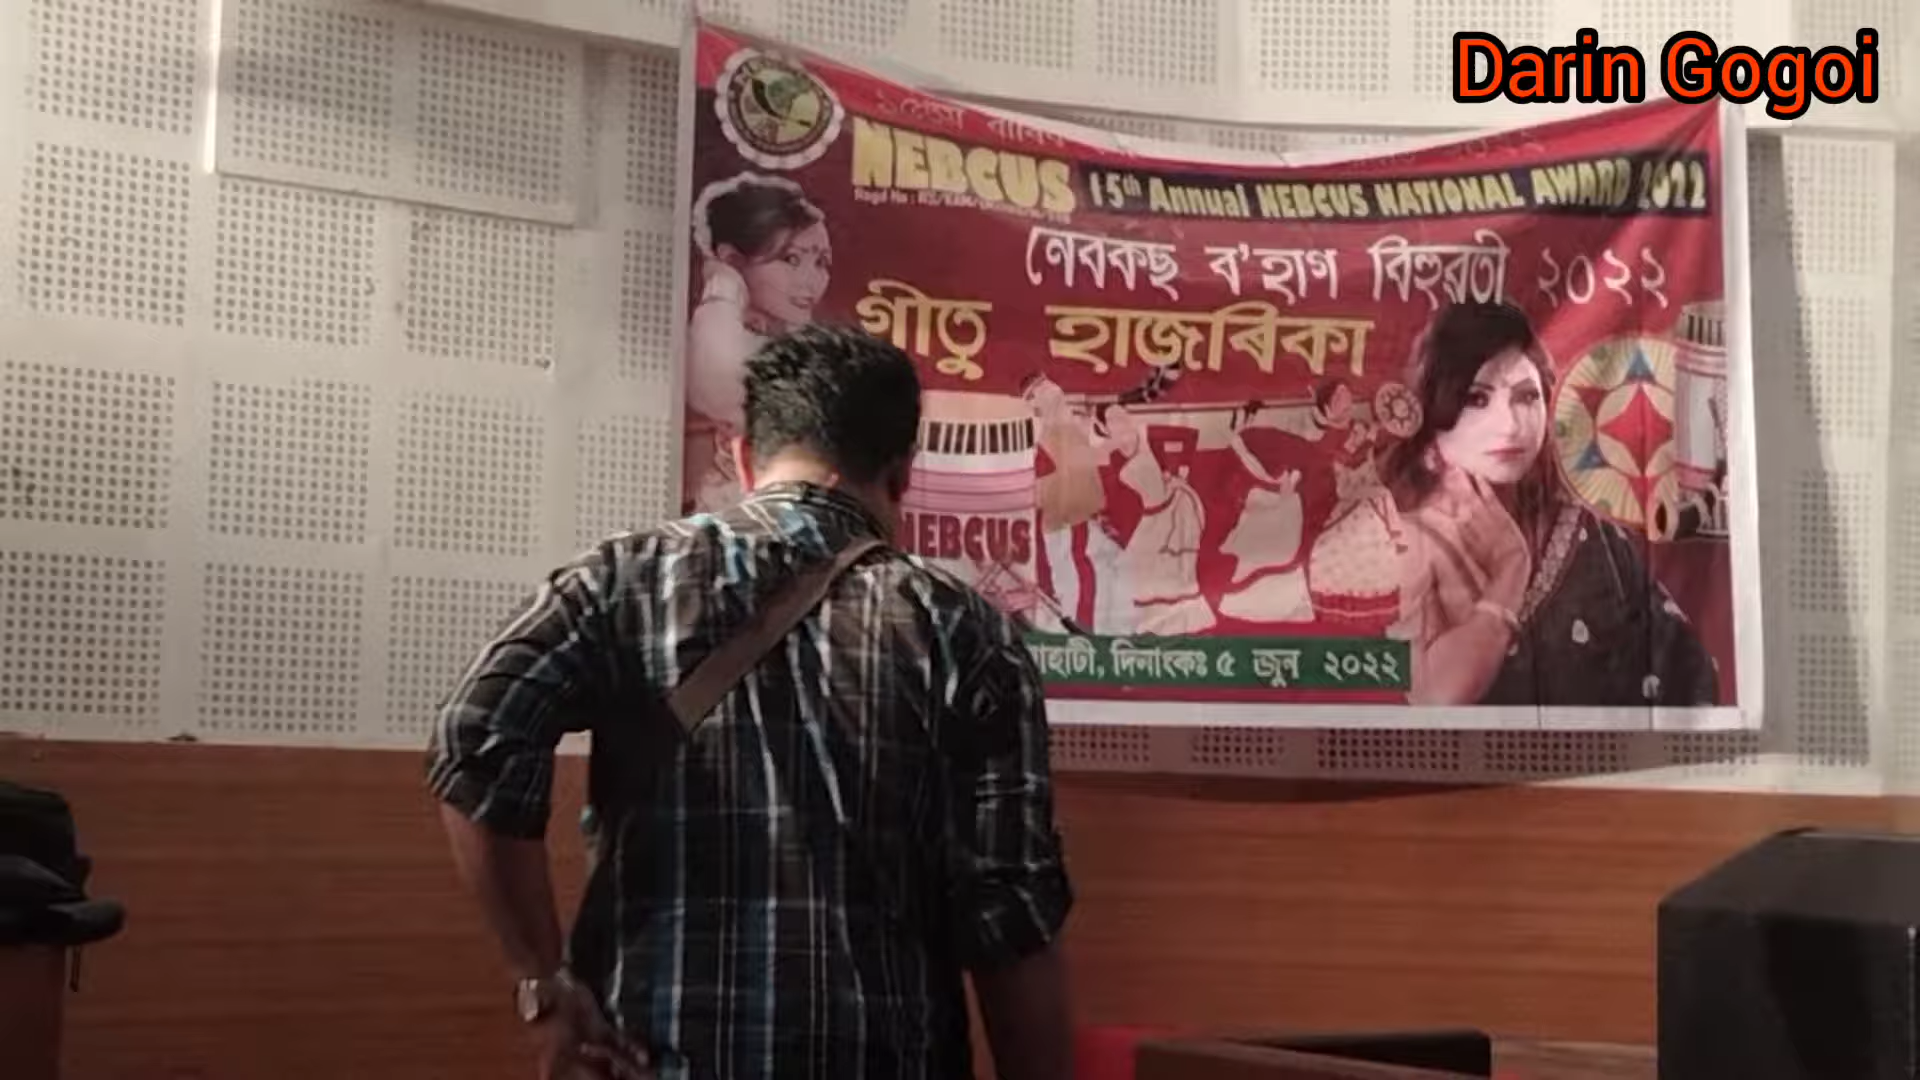 Darin Gogoi
NEBCUS
15th Annual NEBCUS NATIONAL AWARD 2022
নেবকছ ব'হাগ বিহুৱতী ২০২২
গীতু হাজৰিকা
NEBCUS
দিনাংকঃ ৫ জুন ২০২২